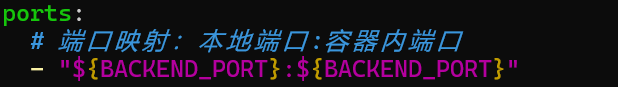 ports:
# 端口映射：本地端口:容器内端口
- "${BACKEND_PORT}:${BACKEND_PORT}"